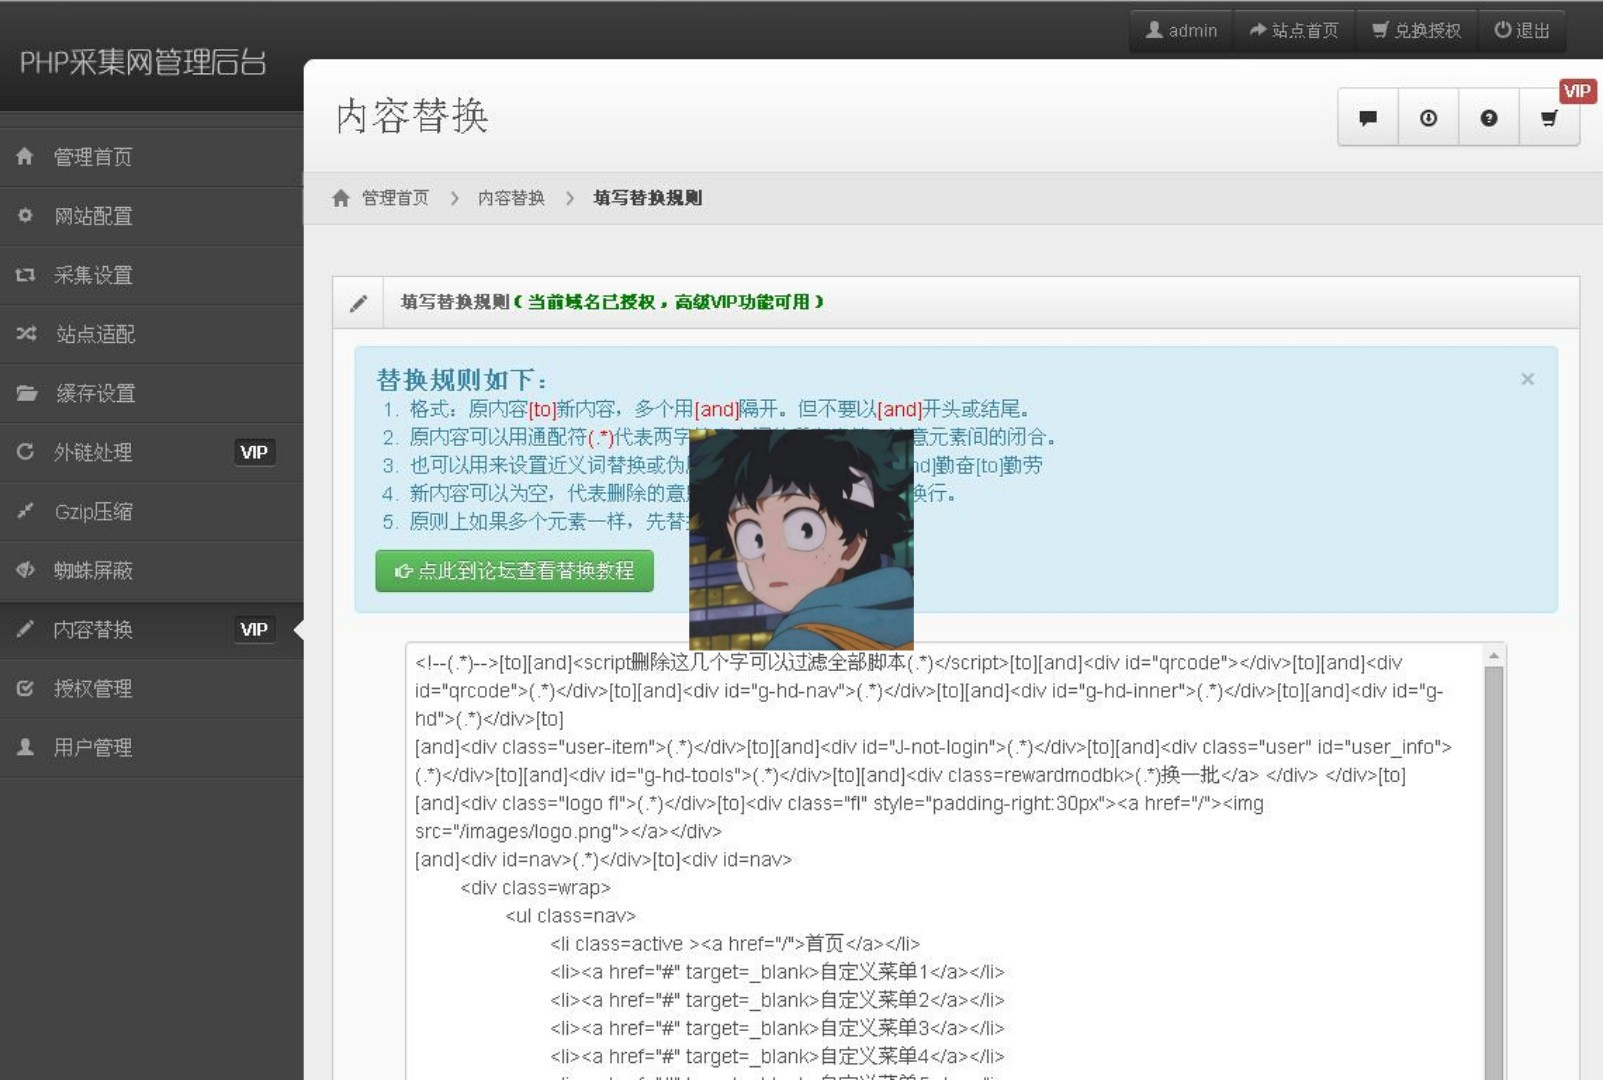 admin 站点首页 兑换授权 退出
PHP采集网管理后台
VIP
内容替换
管理首页
网站配置
采集设置
站点适配
缓存设置
外链处理 VIP
Gzip压缩
蜘蛛屏蔽
内容替换 VIP
授权管理
用户管理
管理首页 内容替换 填写替换规则
填写替换规则(当前域名已授权,高级VIP功能可用)
替换规则如下:
×
1. 格式:原内容[to]新内容,多个用[and]隔开。但不要以[and]开头或结尾。
2. 原内容可以用通配符(.*)代表两字 意元素间的闭合。
3. 也可以用来设置近义词替换或伪 nd]勤奋[to]勤劳
4. 新内容可以为空,代表删除的意 换行。
5. 原则上如果多个元素一样,先替
点此到论坛查看替换教程
<!--(.*)-->[to][and]<script删除这几个字可以过滤全部脚本(.*)</script>[to][and]<div id="qrcode"></div>[to][and]<div
id="qrcode">(.*)</div>[to][and]<div id="g-hd-nav">(.*)</div>[to][and]<div id="g-hd-inner">(.*)</div>[to][and]<div id="g-
hd">(.*)</div>[to]
[and]<div class="user-item">(.*)</div>[to][and]<div id="J-not-login">(.*)</div>[to][and]<div class="user" id="user_info">
(.*)</div>[to][and]<div id="g-hd-tools">(.*)</div>[to][and]<div class=rewardmodbk>(.*)换一批</a> </div> </div>[to]
[and]<div class="logo fl">(.*)</div>[to]<div class="fl" style="padding-right:30px"><a href="/"><img
src="/images/logo.png"></a></div>
[and]<div id=nav>(.*)</div>[to]<div id=nav>
<div class=wrap>
<ul class=nav>
<li class=active ><a href="/">首页</a></li>
<li><a href="#" target=_blank>自定义菜单1</a></li>
<li><a href="#" target=_blank>自定义菜单2</a></li>
<li><a href="#" target=_blank>自定义菜单3</a></li>
<li><a href="#" target=_blank>自定义菜单4</a></li>